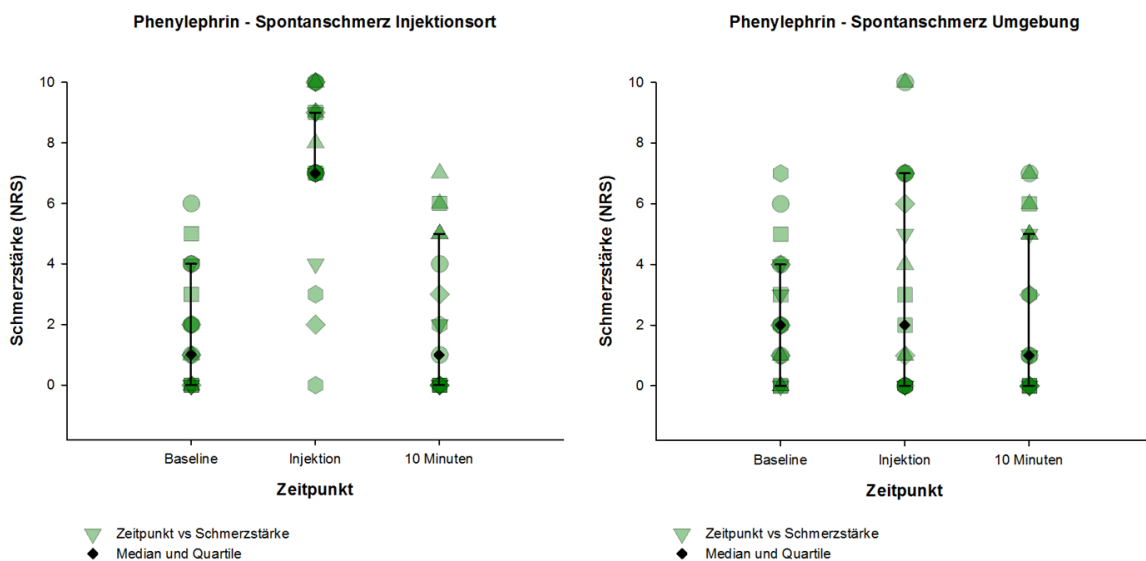 Phenylephrin - Spontanschmerz Injektionsort
Schmerzstärke (NRS)
10
8
6
4
2
0
Baseline
Injektion
10 Minuten
Zeitpunkt
Zeitpunkt vs Schmerzstärke
Median und Quartile
Phenylephrin - Spontanschmerz Umgebung
Schmerzstärke (NRS)
10
8
6
4
2
0
Baseline
Injektion
10 Minuten
Zeitpunkt
Zeitpunkt vs Schmerzstärke
Median und Quartile